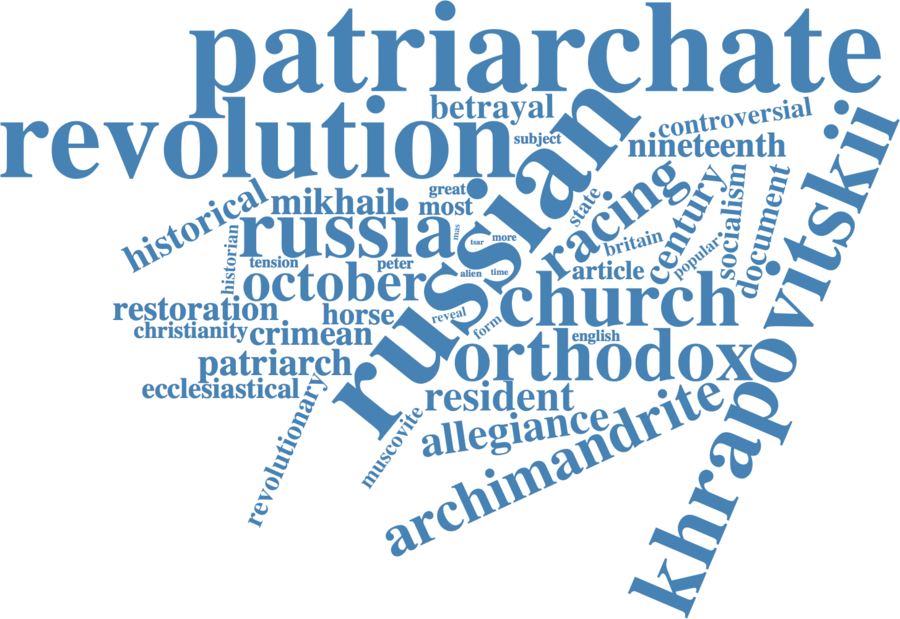 patriarchate
revolution
betrayal
subject
controversial
nineteenth
russian
khrapovitskii
historical
mikhail
great
most
russia
mas
tsar
more
state
racing
britain
century
popular
socialism
document
historian
tension
peter
october
alien
time
article
church
restoration
horse
reveal
form
christianity
crimean
english
patriarch
orthodox
ecclesiastical
resident
revolutionary
muscovite
allegiance
archimandrite